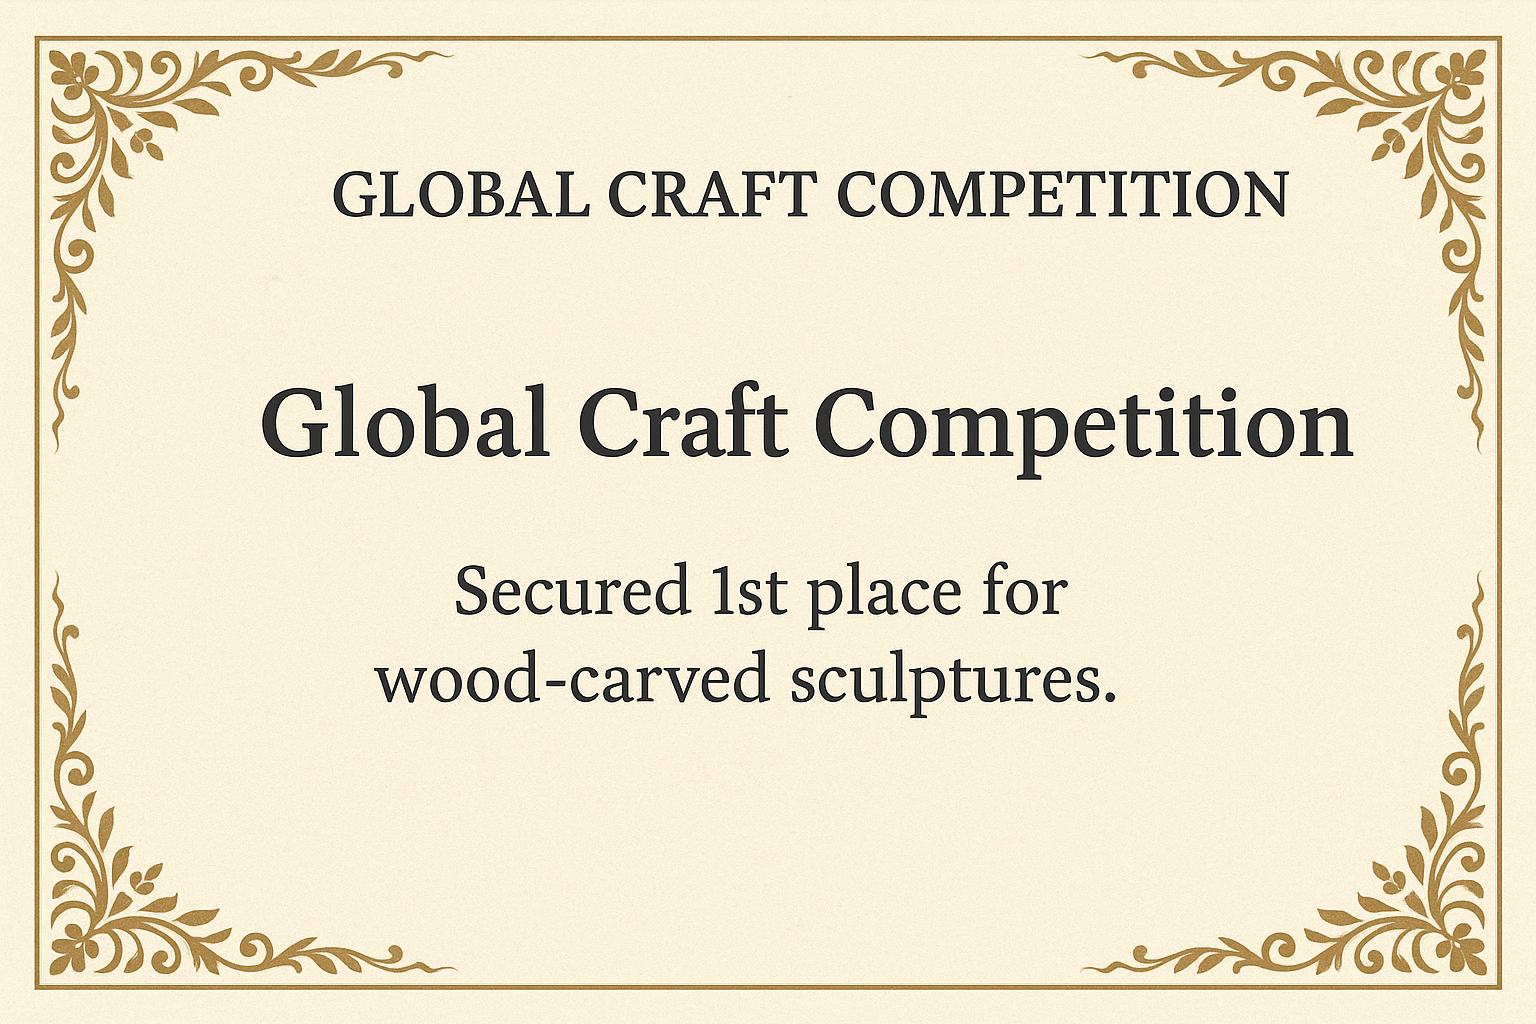 GLOBAL CRAFT COMPETITION
Global Craft Competition
Secured 1st place for
wood-carved sculptures.